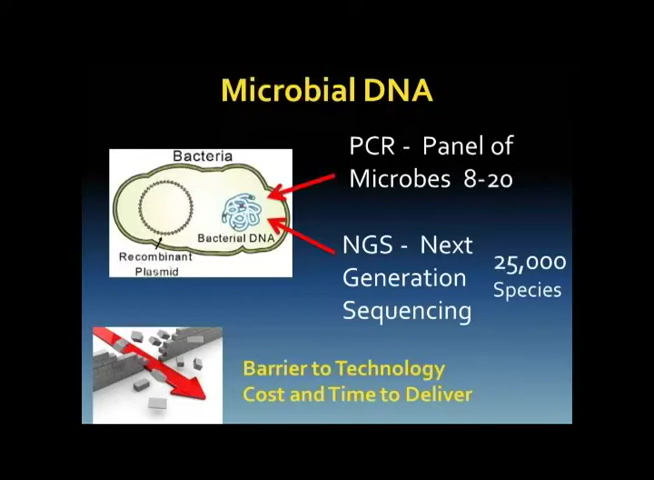 Microbial DNA
Bacteria
Bacterial DNA
Recombinant
Plasmid
PCR - Panel of
Microbes 8-20
NGS - Next
Generation
Sequencing
25,000
Species
Barrier to Technology
Cost and Time to Deliver